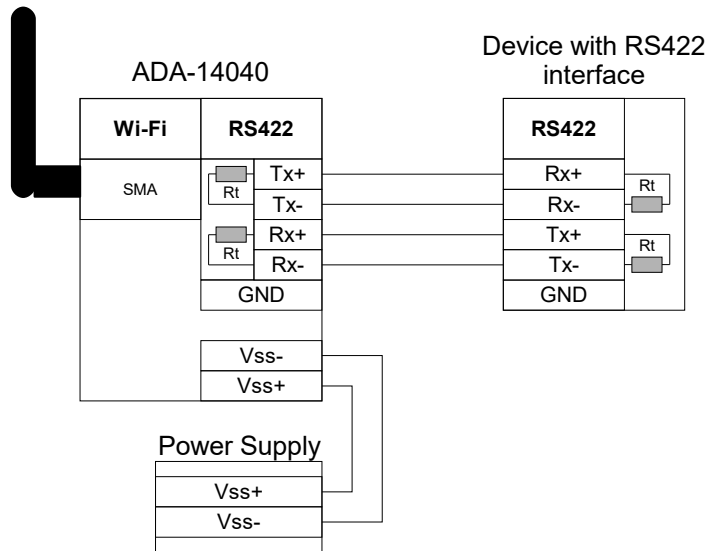 Device with RS422
interface
ADA-14040
Wi-Fi
RS422
RS422
SMA
Rt
Tx+
Tx-
Rx+
Rt
Rx-
GND
Rx+
Rt
Rx-
Tx+
Rt
Tx-
GND
Vss-
Vss+
Power Supply
Vss+
Vss-